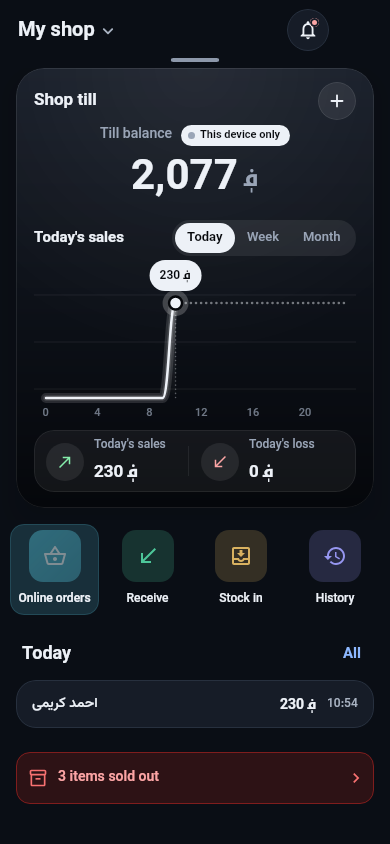 My shop
Shop till
Till balance This device only
2,077 ؋
Today's sales Today Week Month
230 ؋
0 4 8 12 16 20
Today's sales Today's loss
230 ؋ 0 ؋
Online orders Receive Stock in History
Today All
احمد کریمی 230 ؋ 10:54
3 items sold out